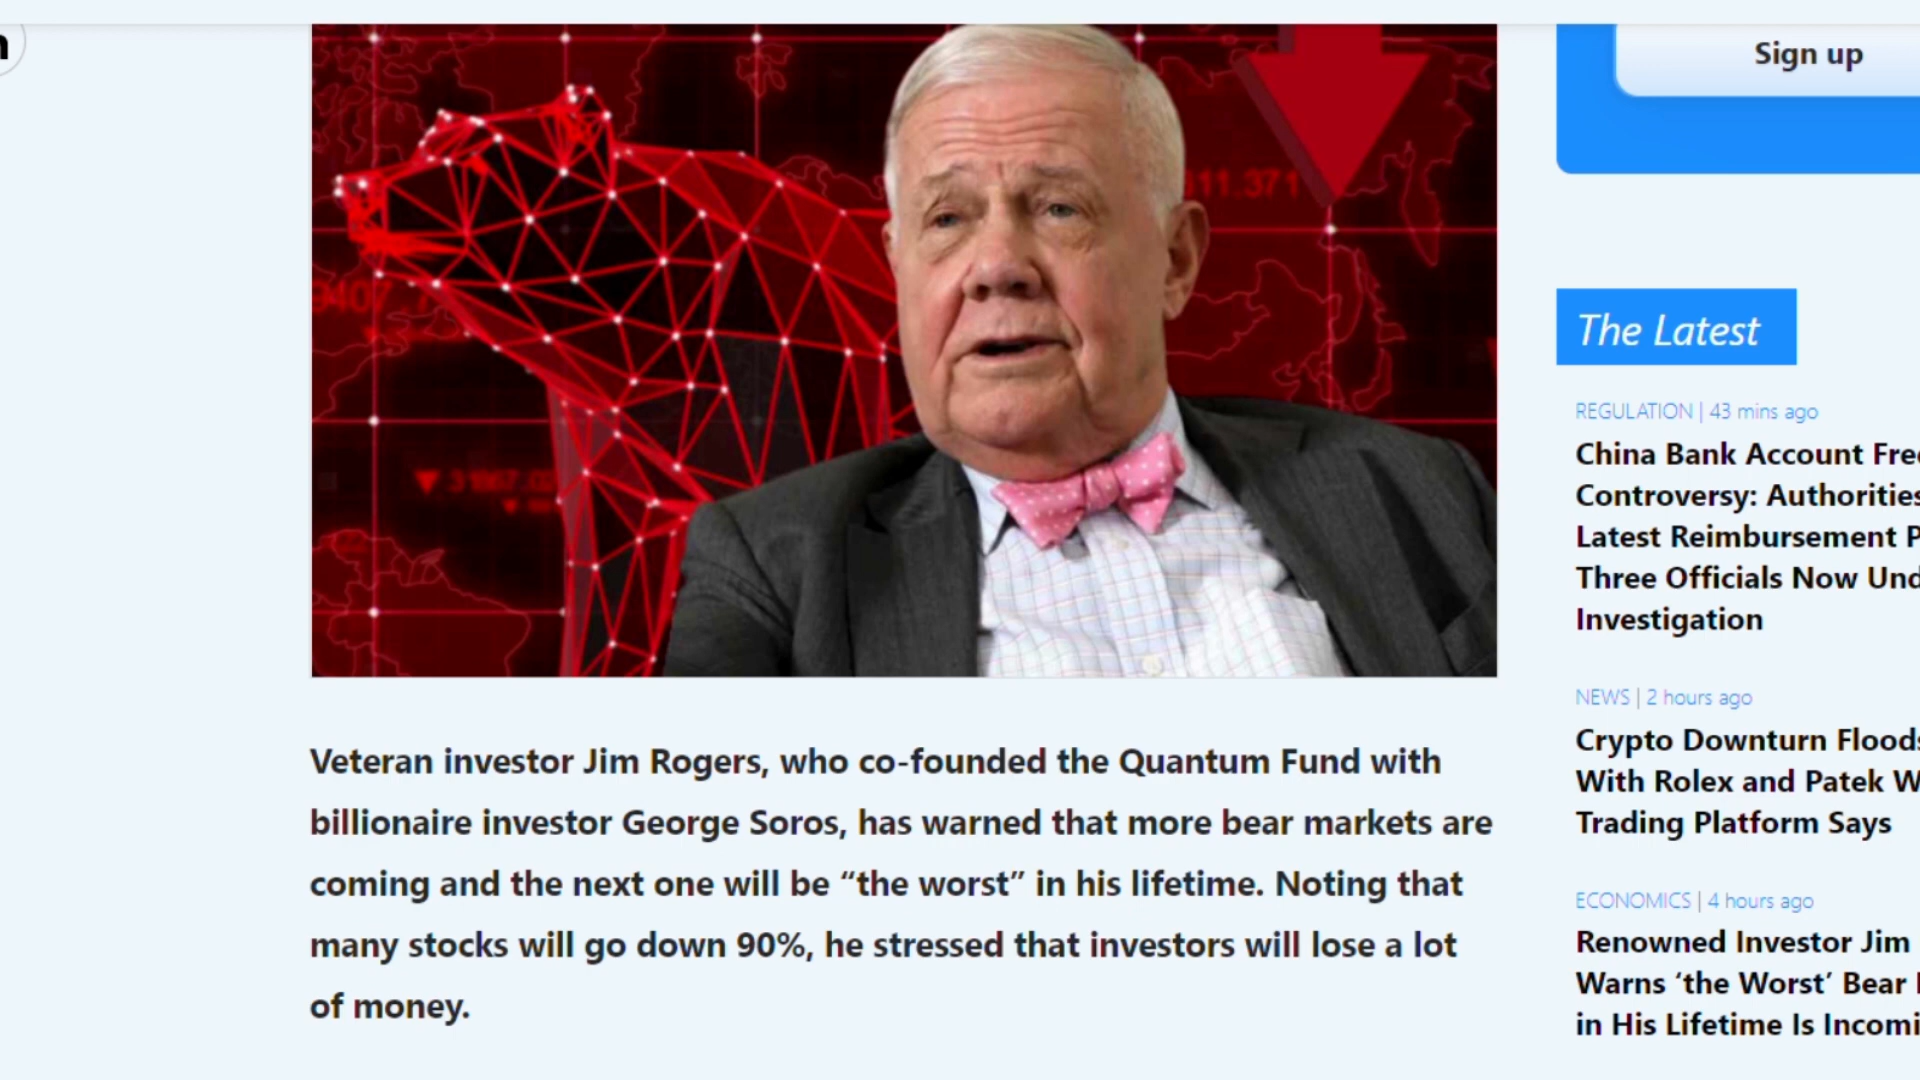 Sign up
11.371
The Latest
REGULATION | 43 mins ago
China Bank Account
Controversy: Authorities
Latest Reimbursement
Three Officials Now
Investigation
NEWS | 2 hours ago
Crypto Downturn
With Rolex and Patek
Trading Platform Says
ECONOMICS | 4 hours ago
Renowned Investor Jim
Warns ‘the Worst’ Bear
in His Lifetime Is
Veteran investor Jim Rogers, who co-founded the Quantum Fund with
billionaire investor George Soros, has warned that more bear markets are
coming and the next one will be “the worst” in his lifetime. Noting that
many stocks will go down 90%, he stressed that investors will lose a lot
of money.